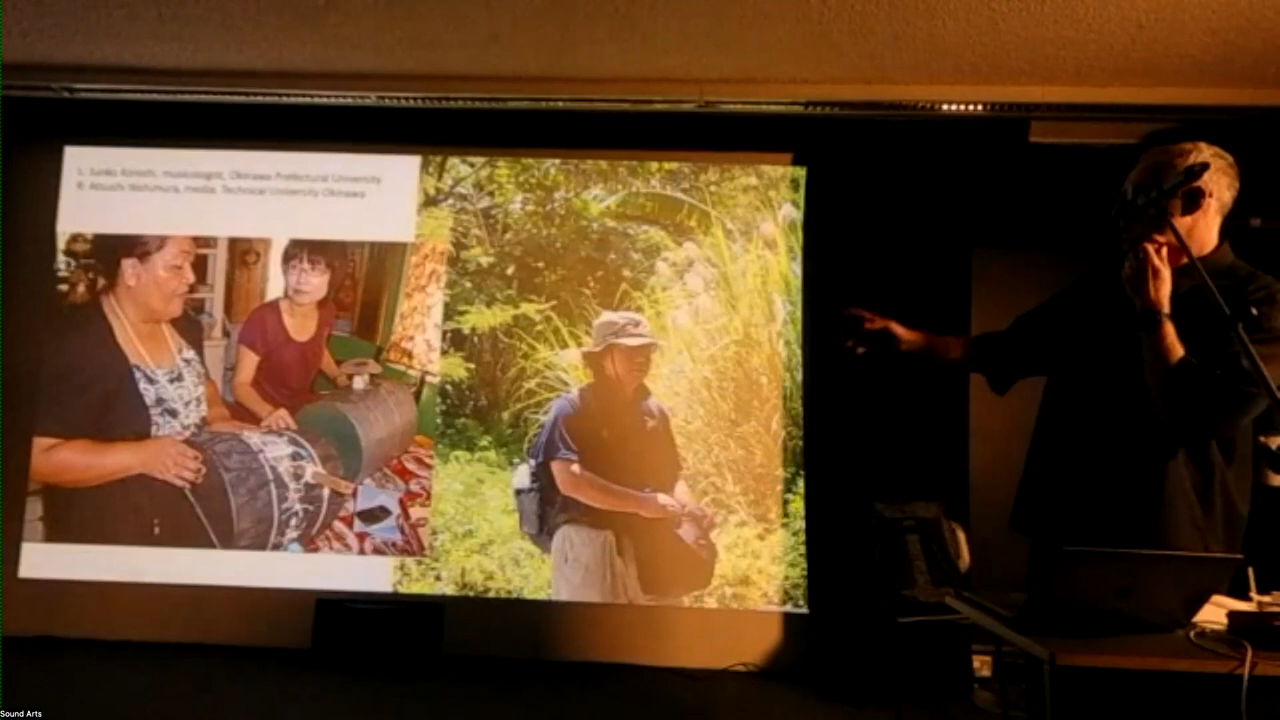 L: Junko Konishi, musicologist, Okinawa Prefectural University
R: Atsushi Nishimura, media, Technical University Okinawa
Sound Arts